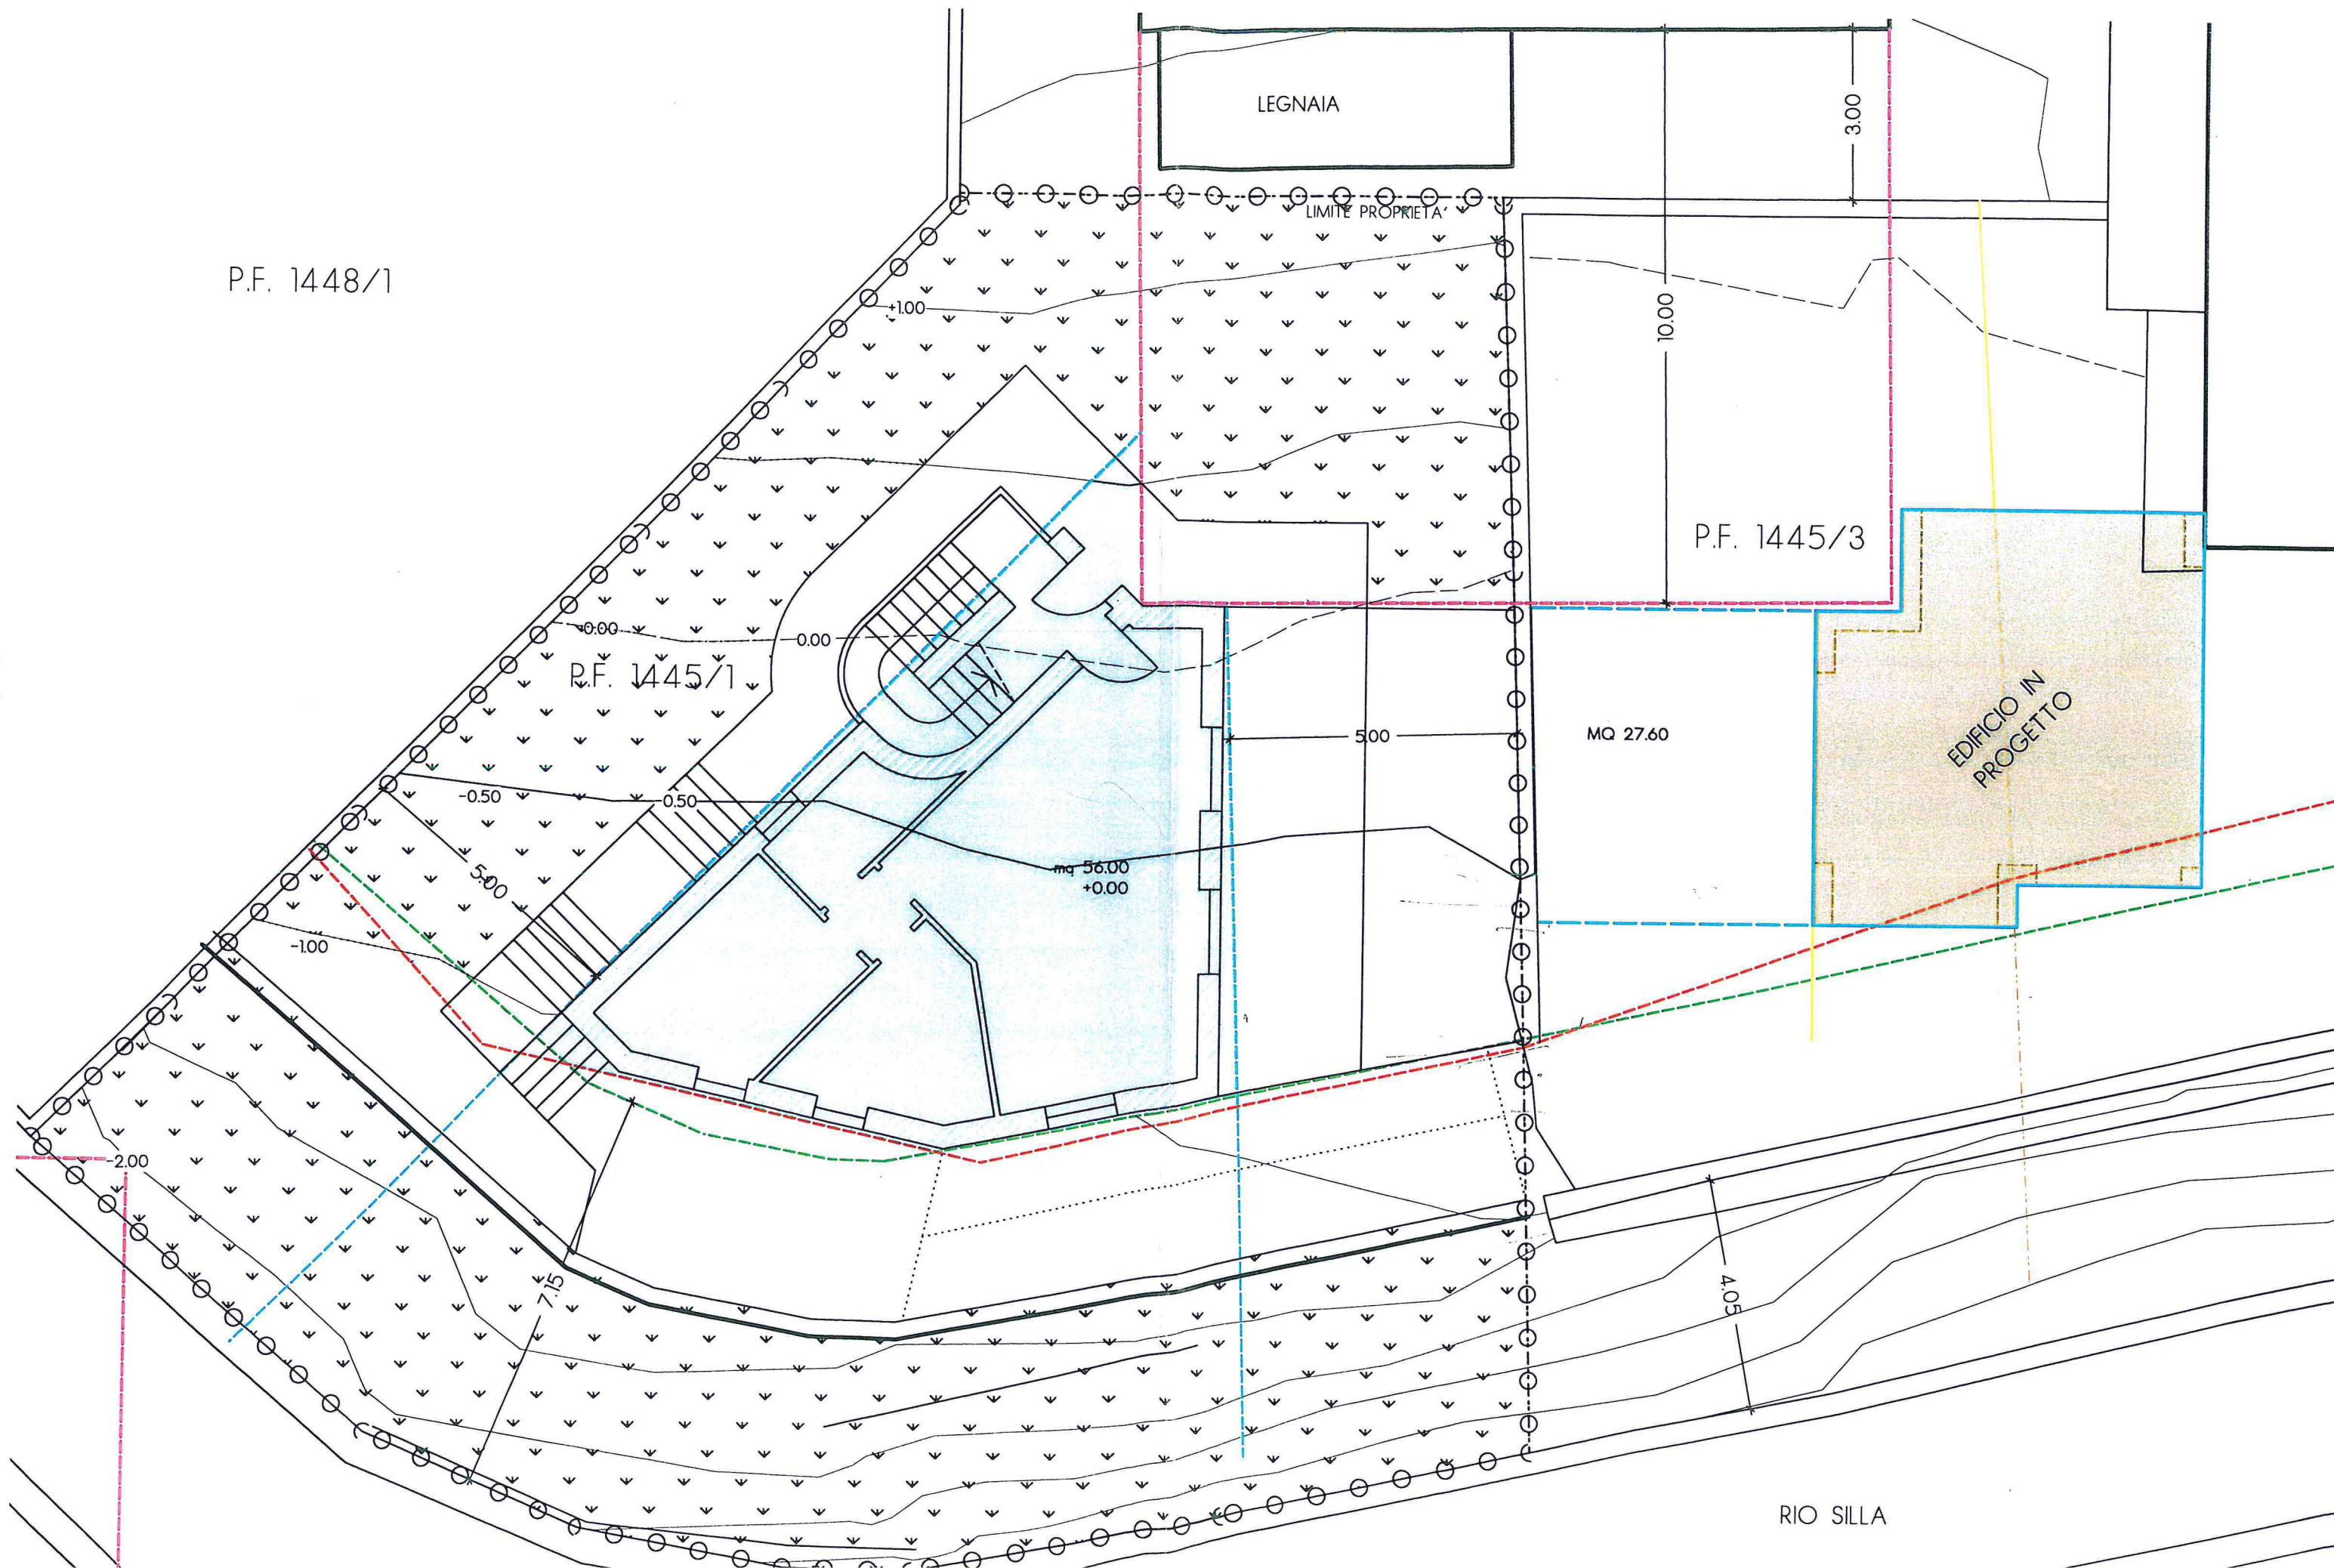 LEGNAIA
3.00
LIMITE PROPRIETA'
P.F. 1448/1
+1.00
10.00
P.F. 1445/3
±0.00
0.00
P.F. 1445/1
EDIFICIO IN
PROGETTO
5.00
MQ 27.60
-0.50
-0.50
5.00
mq 56.00
+0.00
-1.00
-2.00
7.15
4.05
RIO SILLA